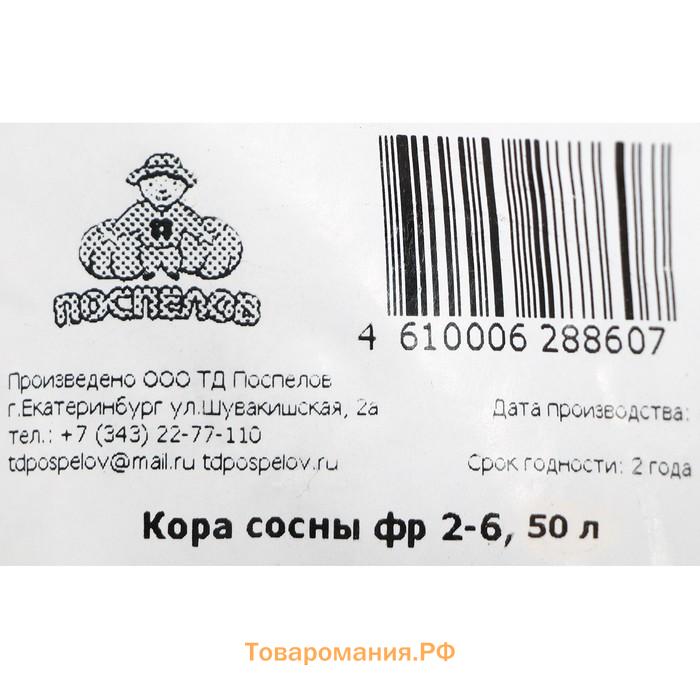 ПОСПЕЛОВ
4 610006 288607
Произведено ООО ТД Поспелов
г.Екатеринбург ул.Шувакишская, 2а
тел.: +7 (343) 22-77-110
tdpospelov@mail.ru tdpospelov.ru
Дата производства:
Срок годности: 2 года
Кора сосны фр 2-6, 50 л
Товаромания.РФ